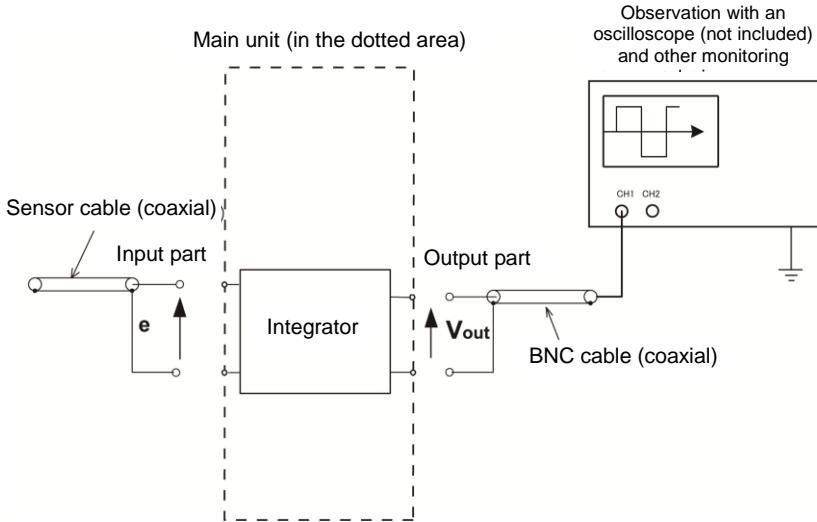 Observation with an
oscilloscope (not included)
and other monitoring
Main unit (in the dotted area)
CH1 CH2
Sensor cable (coaxial)
Input part
Output part
e
Integrator
Vout
BNC cable (coaxial)